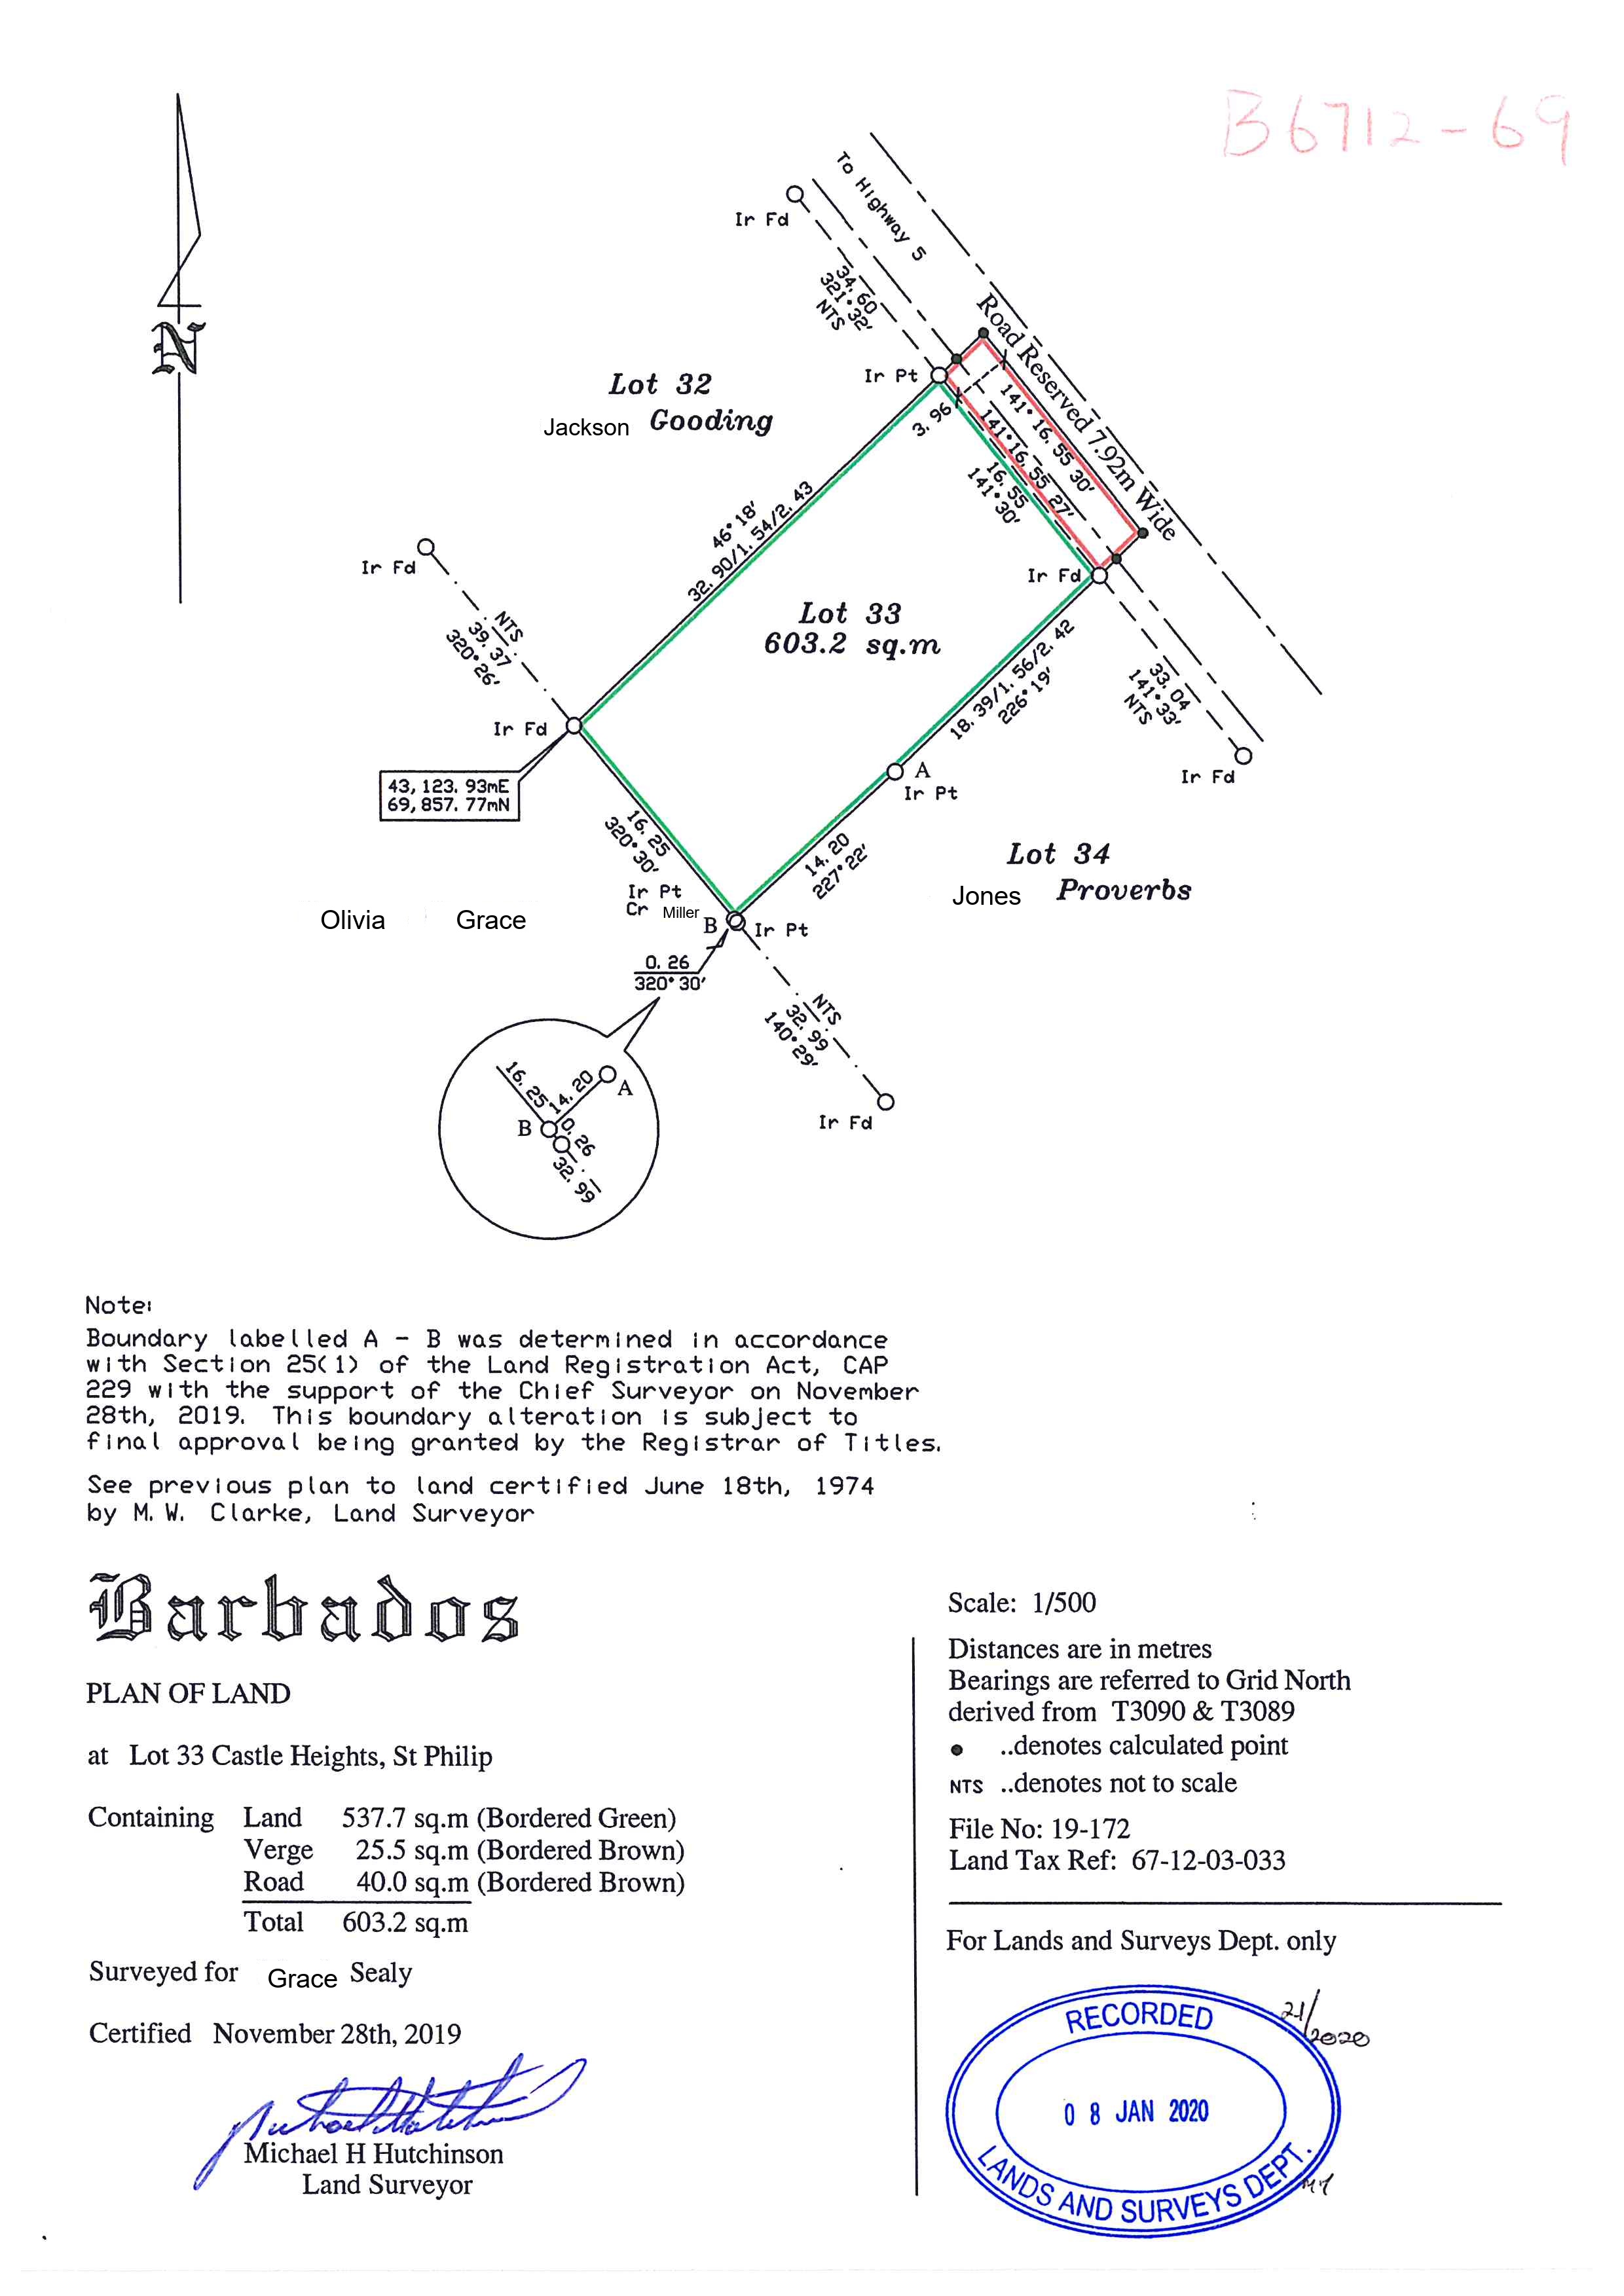 B6712-69
To Highway 5
Ir Fd
34.60
321°32'
NTS
Road Reserved 7.92m Wide
Ir Pt
Lot 32
Jackson Gooding
3.96
141° 16.55 30'
141° 16.55 27'
16.55
141°30'
46°18'
32.90/1.54/2.43
Ir Fd
Ir Fd
NTS
39.37
320°26'
Lot 33
603.2 sq.m
18.39/1.56/2.42
226°19'
33.04
141°33'
NTS
Ir Fd
Ir Fd
43,123.93mE
69,857.77mN
A
Ir Pt
16.25
320°30'
14.20
227°22'
Lot 34
Jones Proverbs
Ir Pt
Cr Miller
Olivia Grace
B
Ir Pt
0.26
320°30'
NTS
32.99
140°29'
Ir Fd
16.25
14.20
A
B
0.26
32.99
N
Note:
Boundary labelled A - B was determined in accordance
with Section 25(1) of the Land Registration Act, CAP
229 with the support of the Chief Surveyor on November
28th, 2019. This boundary alteration is subject to
final approval being granted by the Registrar of Titles.
See previous plan to land certified June 18th, 1974
by M.W. Clarke, Land Surveyor
Barbados
PLAN OF LAND
at Lot 33 Castle Heights, St Philip
Containing Land 537.7 sq.m (Bordered Green)
Verge 25.5 sq.m (Bordered Brown)
Road 40.0 sq.m (Bordered Brown)
Total 603.2 sq.m
Surveyed for Grace Sealy
Certified November 28th, 2019
Michael H Hutchinson
Land Surveyor
Scale: 1/500
Distances are in metres
Bearings are referred to Grid North
derived from T3090 & T3089
● ..denotes calculated point
NTS ..denotes not to scale
File No: 19-172
Land Tax Ref: 67-12-03-033
For Lands and Surveys Dept. only
RECORDED
21/2020
08 JAN 2020
LANDS AND SURVEYS DEPT.